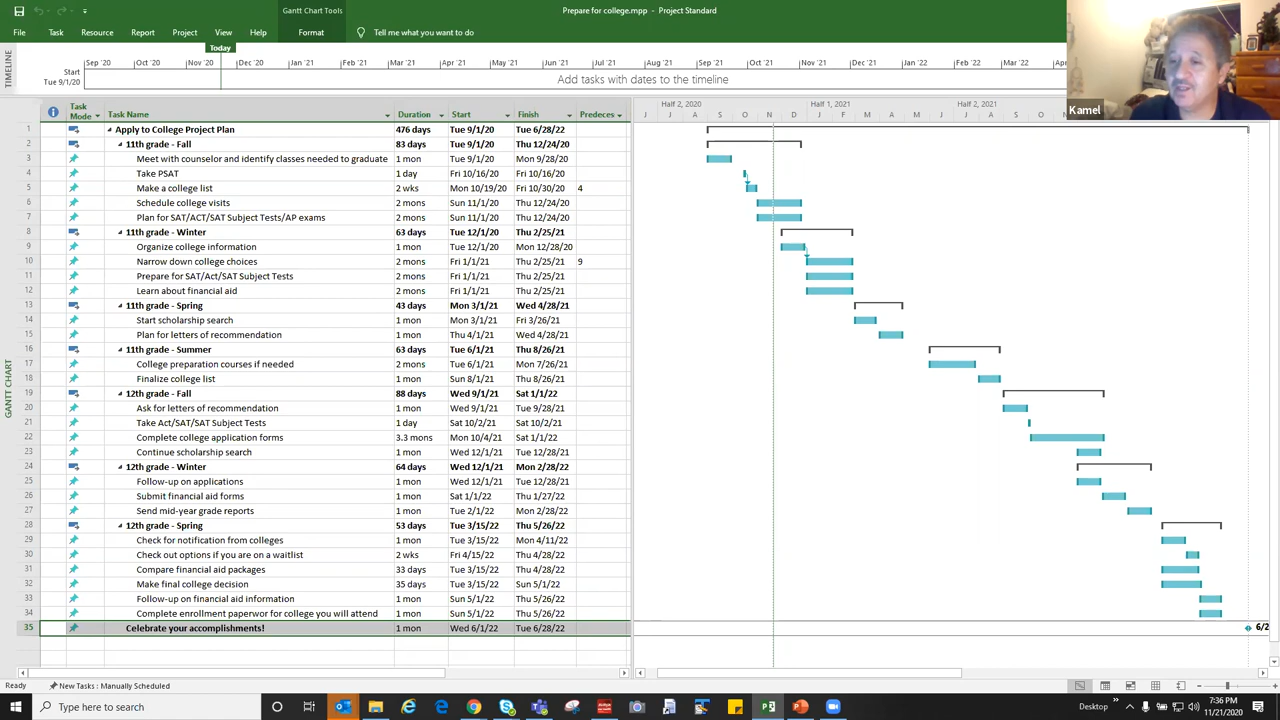 Gantt Chart Tools
Prepare for college.mpp - Project Standard
File Task Resource Report Project View Help Format Tell me what you want to do
Today
TIMELINE
Start
Tue 9/1/20
Sep '20 Oct '20 Nov '20 Dec '20 Jan '21 Feb '21 Mar '21 Apr '21 May '21 Jun '21 Jul '21 Aug '21 Sep '21 Oct '21 Nov '21 Dec '21 Jan '22 Feb '22 Mar '22 Apr
Add tasks with dates to the timeline
Kamel
Task Mode Task Name Duration Start Finish Predeces
Half 2, 2020 Half 1, 2021 Half 2, 2021
J J A S O N D J F M A M J J A S O N
1 Apply to College Project Plan 476 days Tue 9/1/20 Tue 6/28/22
2 11th grade - Fall 83 days Tue 9/1/20 Thu 12/24/20
3 Meet with counselor and identify classes needed to graduate 1 mon Tue 9/1/20 Mon 9/28/20
4 Take PSAT 1 day Fri 10/16/20 Fri 10/16/20
5 Make a college list 2 wks Mon 10/19/20 Fri 10/30/20 4
6 Schedule college visits 2 mons Sun 11/1/20 Thu 12/24/20
7 Plan for SAT/ACT/SAT Subject Tests/AP exams 2 mons Sun 11/1/20 Thu 12/24/20
8 11th grade - Winter 63 days Tue 12/1/20 Thu 2/25/21
9 Organize college information 1 mon Tue 12/1/20 Mon 12/28/20
10 Narrow down college choices 2 mons Fri 1/1/21 Thu 2/25/21 9
11 Prepare for SAT/Act/SAT Subject Tests 2 mons Fri 1/1/21 Thu 2/25/21
12 Learn about financial aid 2 mons Fri 1/1/21 Thu 2/25/21
13 11th grade - Spring 43 days Mon 3/1/21 Wed 4/28/21
14 Start scholarship search 1 mon Mon 3/1/21 Fri 3/26/21
15 Plan for letters of recommendation 1 mon Thu 4/1/21 Wed 4/28/21
16 11th grade - Summer 63 days Tue 6/1/21 Thu 8/26/21
17 College preparation courses if needed 2 mons Tue 6/1/21 Mon 7/26/21
18 Finalize college list 1 mon Sun 8/1/21 Thu 8/26/21
19 12th grade - Fall 88 days Wed 9/1/21 Sat 1/1/22
20 Ask for letters of recommendation 1 mon Wed 9/1/21 Tue 9/28/21
21 Take Act/SAT/SAT Subject Tests 1 day Sat 10/2/21 Sat 10/2/21
22 Complete college application forms 3.3 mons Mon 10/4/21 Sat 1/1/22
23 Continue scholarship search 1 mon Wed 12/1/21 Tue 12/28/21
24 12th grade - Winter 64 days Wed 12/1/21 Mon 2/28/22
25 Follow-up on applications 1 mon Wed 12/1/21 Tue 12/28/21
26 Submit financial aid forms 1 mon Sat 1/1/22 Thu 1/27/22
27 Send mid-year grade reports 1 mon Tue 2/1/22 Mon 2/28/22
28 12th grade - Spring 53 days Tue 3/15/22 Thu 5/26/22
29 Check for notification from colleges 1 mon Tue 3/15/22 Mon 4/11/22
30 Check out options if you are on a waitlist 2 wks Fri 4/15/22 Thu 4/28/22
31 Compare financial aid packages 33 days Tue 3/15/22 Thu 4/28/22
32 Make final college decision 35 days Tue 3/15/22 Sun 5/1/22
33 Follow-up on financial aid information 1 mon Sun 5/1/22 Thu 5/26/22
34 Complete enrollment paperwor for college you will attend 1 mon Sun 5/1/22 Thu 5/26/22
35 Celebrate your accomplishments! 1 mon Wed 6/1/22 Tue 6/28/22 6/2
GANTT CHART
Ready New Tasks : Manually Scheduled
Type here to search
Desktop
7:36 PM
11/21/2020